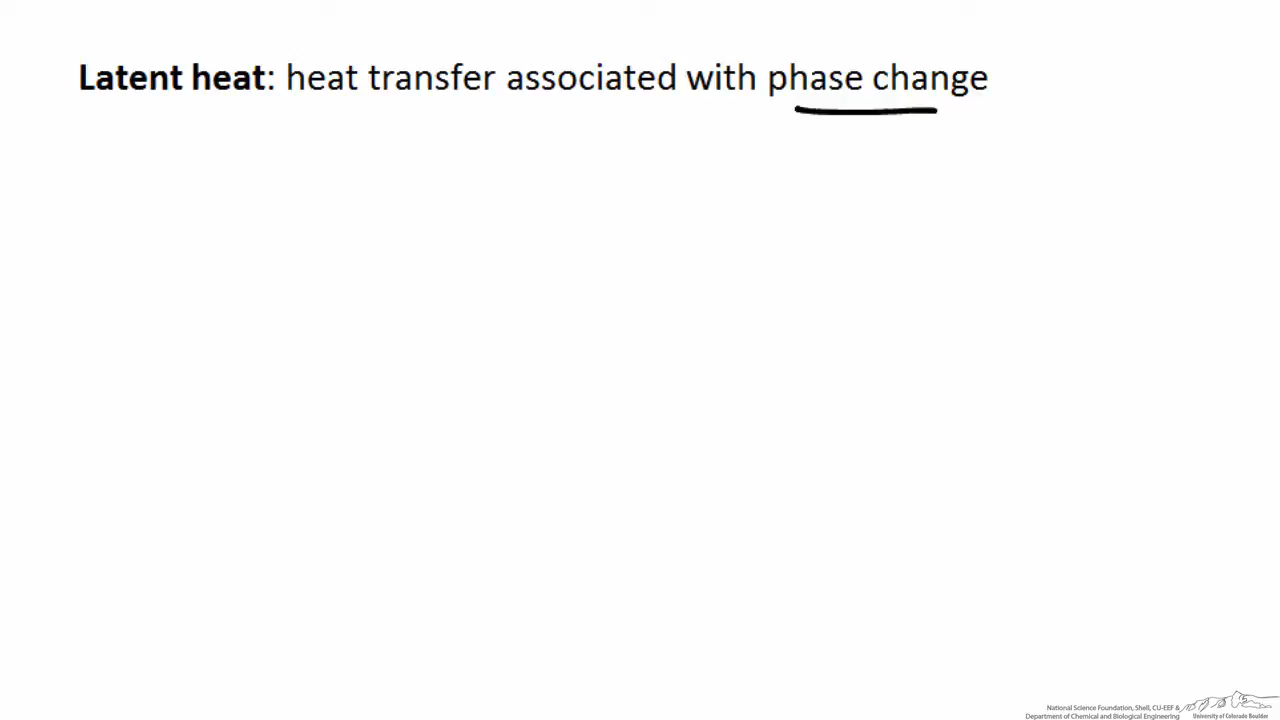 Latent heat: heat transfer associated with phase change
National Science Foundation, Shell, CU-EEF &
Department of Chemical and Biological Engineering
University of Colorado Boulder